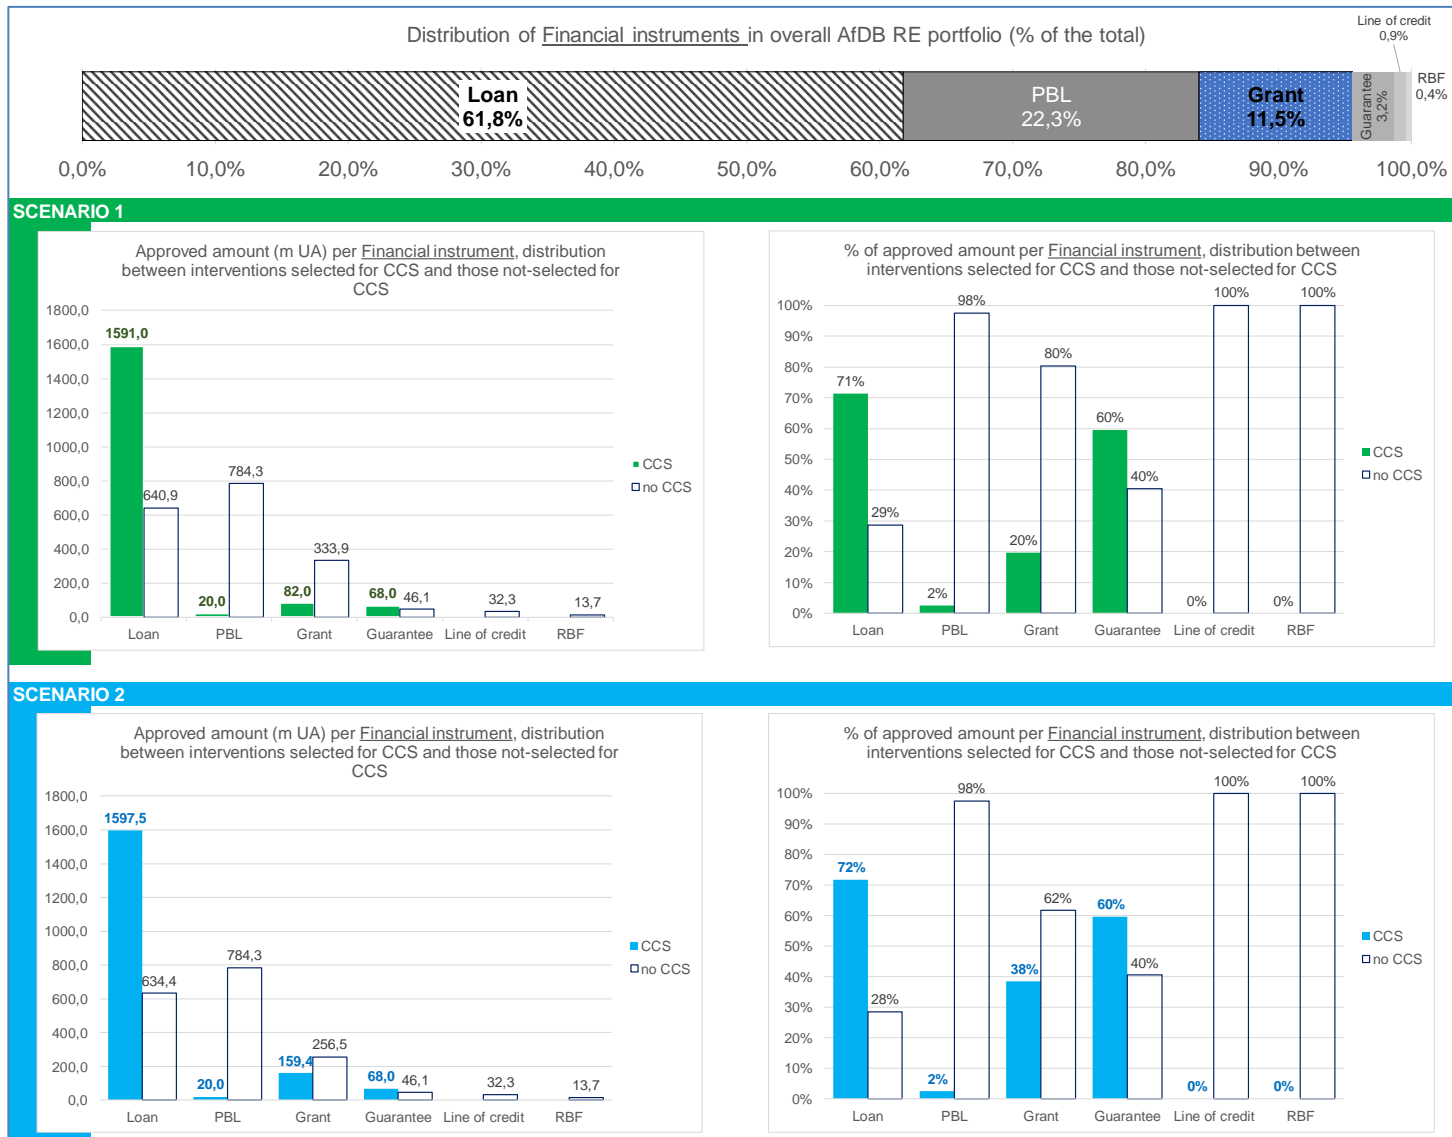 Distribution of Financial instruments in overall AfDB RE portfolio (% of the total)
Line of credit
0,9%
Loan
61,8%
PBL
22,3%
Grant
11,5%
Guarantee
3,2%
RBF
0,4%
0,0% 10,0% 20,0% 30,0% 40,0% 50,0% 60,0% 70,0% 80,0% 90,0% 100,0%
SCENARIO 1
Approved amount (m UA) per Financial instrument, distribution
between interventions selected for CCS and those not-selected for
CCS
1800,0
1600,0
1400,0
1200,0
1000,0
800,0
600,0
400,0
200,0
0,0
1591,0
640,9
20,0
784,3
82,0
333,9
68,0
46,1
32,3
13,7
Loan PBL Grant Guarantee Line of credit RBF
CCS
no CCS
% of approved amount per Financial instrument, distribution between
interventions selected for CCS and those not-selected for CCS
100%
90%
80%
70%
60%
50%
40%
30%
20%
10%
0%
71%
29%
2%
98%
20%
80%
60%
40%
0%
100%
0%
100%
Loan PBL Grant Guarantee Line of credit RBF
CCS
no CCS
SCENARIO 2
Approved amount (m UA) per Financial instrument, distribution
between interventions selected for CCS and those not-selected for
CCS
1800,0
1600,0
1400,0
1200,0
1000,0
800,0
600,0
400,0
200,0
0,0
1597,5
634,4
20,0
784,3
159,4
256,5
68,0
46,1
32,3
13,7
Loan PBL Grant Guarantee Line of credit RBF
CCS
no CCS
% of approved amount per Financial instrument, distribution between
interventions selected for CCS and those not-selected for CCS
100%
90%
80%
70%
60%
50%
40%
30%
20%
10%
0%
72%
28%
2%
98%
38%
62%
60%
40%
0%
100%
0%
100%
Loan PBL Grant Guarantee Line of credit RBF
CCS
no CCS